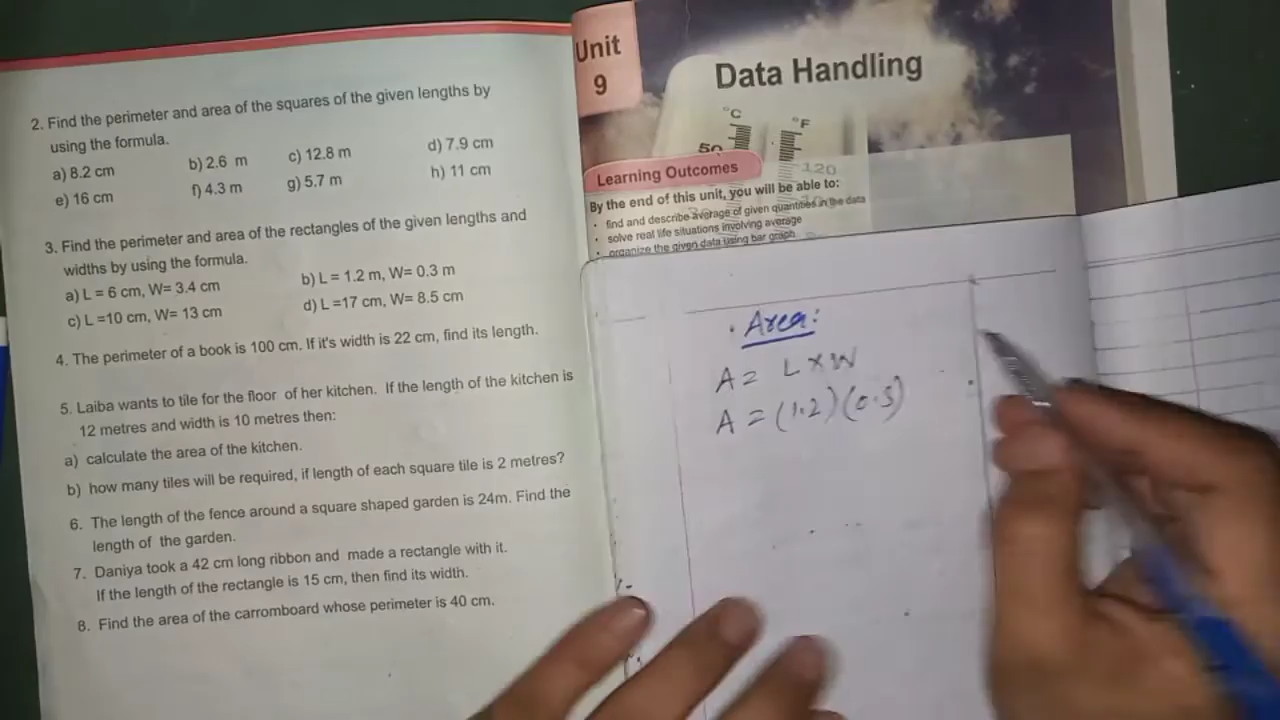 2. Find the perimeter and area of the squares of the given lengths by
using the formula.
a) 8.2 cm b) 2.6 m c) 12.8 m d) 7.9 cm
e) 16 cm f) 4.3 m g) 5.7 m h) 11 cm
3. Find the perimeter and area of the rectangles of the given lengths and
widths by using the formula.
a) L = 6 cm, W= 3.4 cm b) L = 1.2 m, W= 0.3 m
c) L =10 cm, W= 13 cm d) L =17 cm, W= 8.5 cm
4. The perimeter of a book is 100 cm. If it's width is 22 cm, find its length.
5. Laiba wants to tile for the floor of her kitchen. If the length of the kitchen is
12 metres and width is 10 metres then:
a) calculate the area of the kitchen.
b) how many tiles will be required, if length of each square tile is 2 metres?
6. The length of the fence around a square shaped garden is 24m. Find the
length of the garden.
7. Daniya took a 42 cm long ribbon and made a rectangle with it.
If the length of the rectangle is 15 cm, then find its width.
8. Find the area of the carromboard whose perimeter is 40 cm.
Unit
9
Data Handling
°C °F
50
120
Learning Outcomes
By the end of this unit, you will be able to:
• find and describe average of given quantities in the data
• solve real life situations involving average
• organize the given data using bar graph
• Area:
A = L × W
A = (1.2) (0.3)